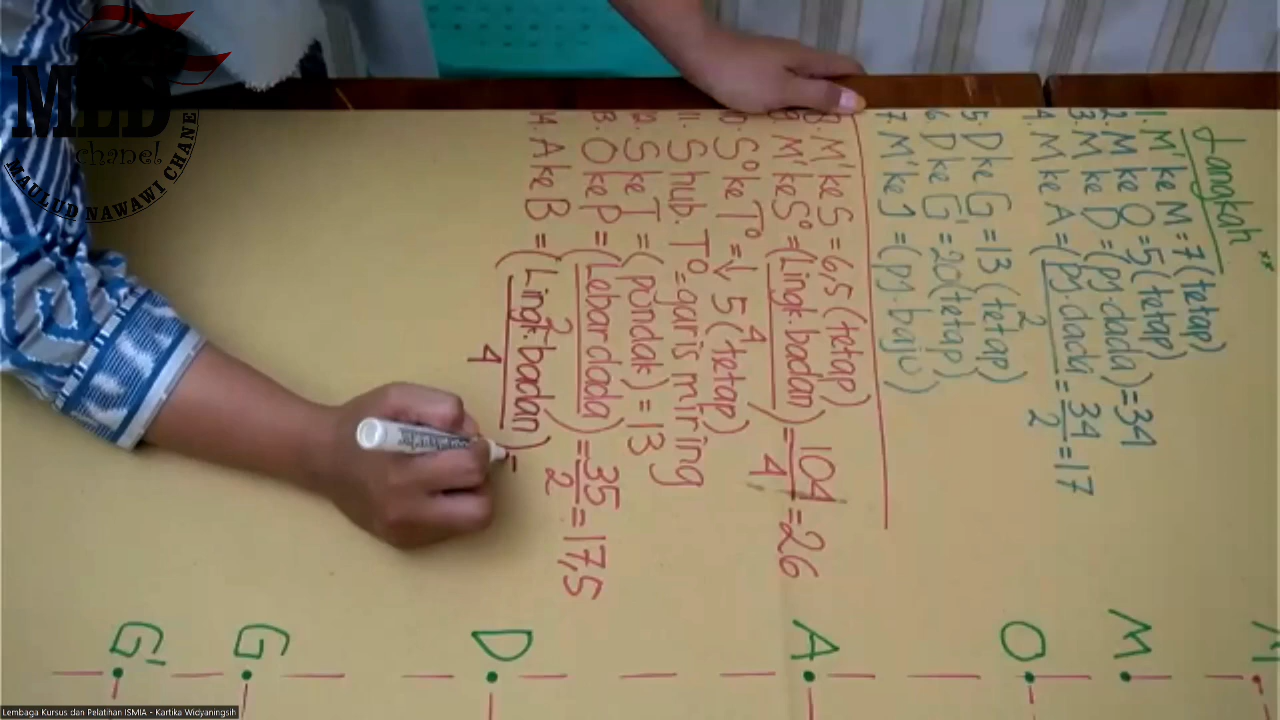 Langkah"
1. M' ke M = 7 (tetap)
2. M ke O = 5 (tetap)
3. M ke D = (pj. dada) = 34
4. M ke A = (pj. dada) / 2 = 34 / 2 = 17
5. D ke G = 13 (tetap)
6 D ke G' = 20 (tetap)
7 M' ke J = (pj. baju)
8. M' ke S = 6,5 (tetap)
9 M' ke S° = (Lingk. badan) / 4 = 104 / 4 = 26
10. S° ke T° = ↓ 5 (tetap)
11. S hub. T° = garis miring
12. S ke T = (pundak) = 13
13. O ke P = (Lebar dada) / 2 = 35 / 2 = 17,5
14. A ke B = (Lingk. badan) / 4 =
M
O
A
D
G
G'
MLD
chanel
MAULUD NAWAWI CHANE
Lembaga Kursus dan Pelatihan ISMIA - Kartika Widyaningsih